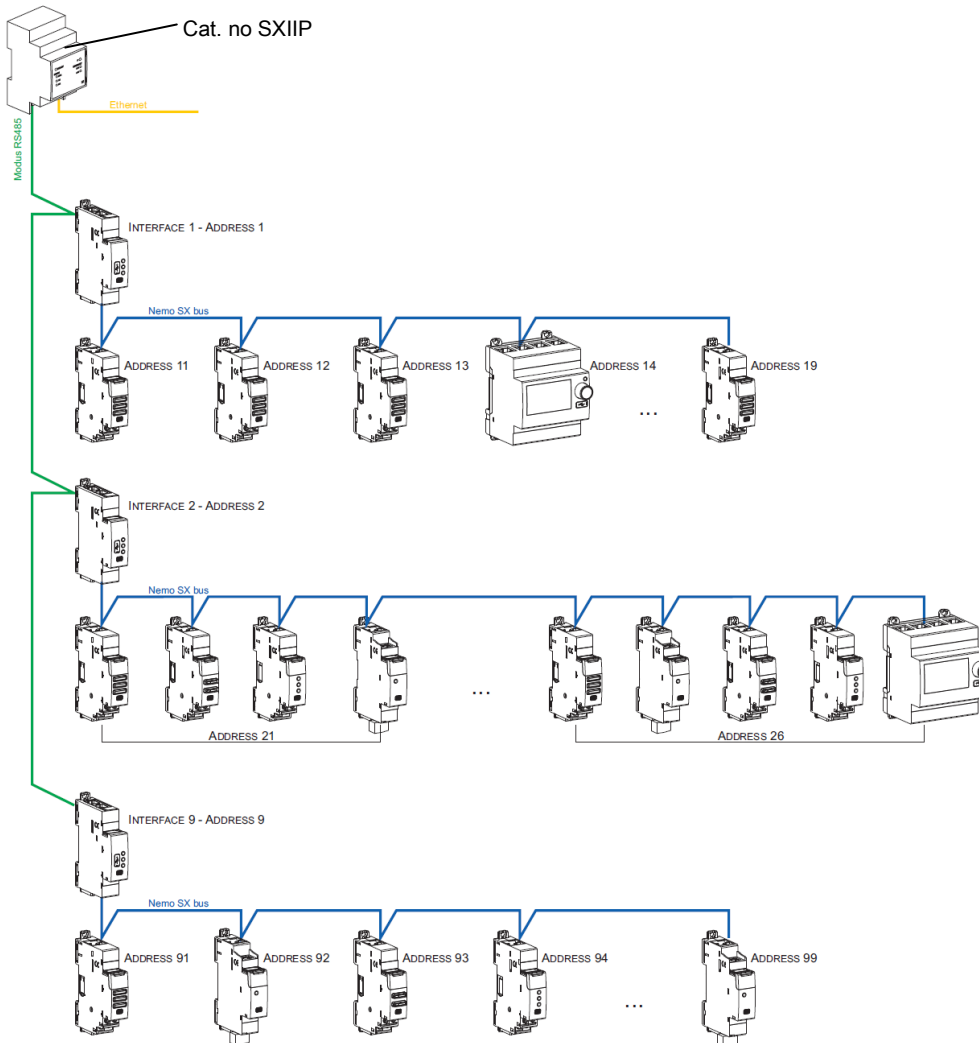 Cat. no SXIIP
Ethernet
Modus RS485
INTERFACE 1 - ADDRESS 1
Nemo SX bus
ADDRESS 11
ADDRESS 12
ADDRESS 13
ADDRESS 14
ADDRESS 19
...
INTERFACE 2 - ADDRESS 2
Nemo SX bus
...
ADDRESS 21
ADDRESS 26
INTERFACE 9 - ADDRESS 9
Nemo SX bus
ADDRESS 91
ADDRESS 92
ADDRESS 93
ADDRESS 94
ADDRESS 99
...